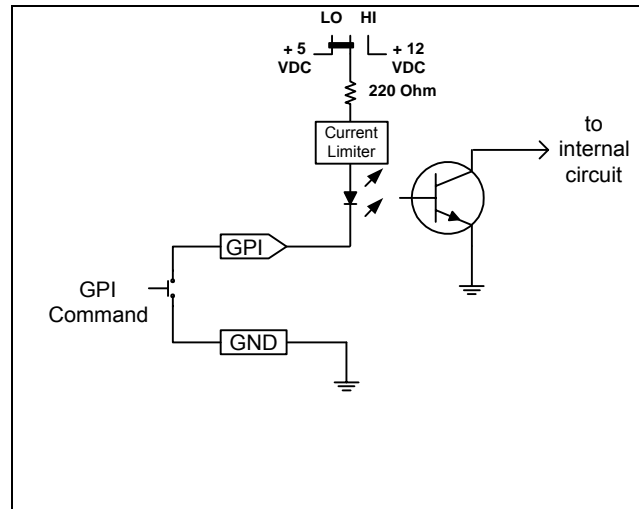 LO HI
+ 5
VDC
+ 12
VDC
220 Ohm
Current
Limiter
to
internal
circuit
GPI
GPI
Command
GND